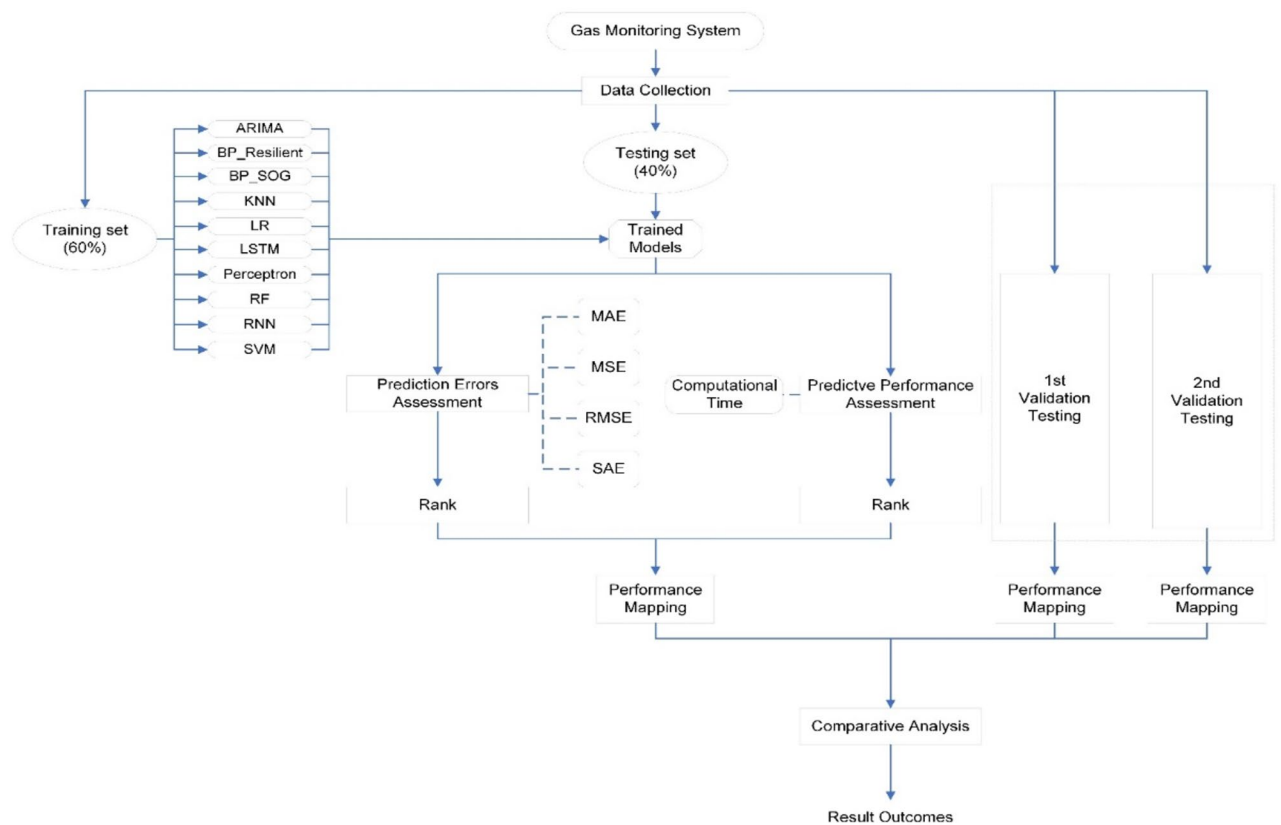 Gas Monitoring System
Data Collection
Training set
(60%)
ARIMA
BP_Resilient
BP_SOG
KNN
LR
LSTM
Perceptron
RF
RNN
SVM
Testing set
(40%)
Trained
Models
Prediction Errors
Assessment
MAE
MSE
RMSE
SAE
Computational
Time
Predictve Performance
Assessment
1st
Validation
Testing
2nd
Validation
Testing
Rank
Rank
Performance
Mapping
Performance
Mapping
Performance
Mapping
Comparative Analysis
Result Outcomes